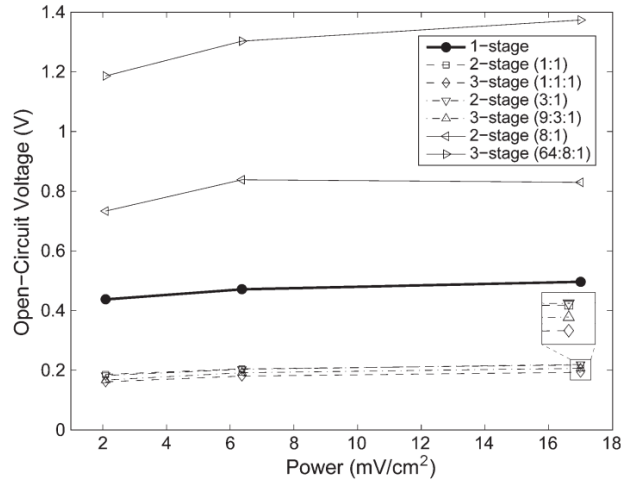 1.4
1.2
1
0.8
0.6
0.4
0.2
0
Open−Circuit Voltage (V)
1−stage
2−stage (1:1)
3−stage (1:1:1)
2−stage (3:1)
3−stage (9:3:1)
2−stage (8:1)
3−stage (64:8:1)
2 4 6 8 10 12 14 16 18
Power (mV/cm²)